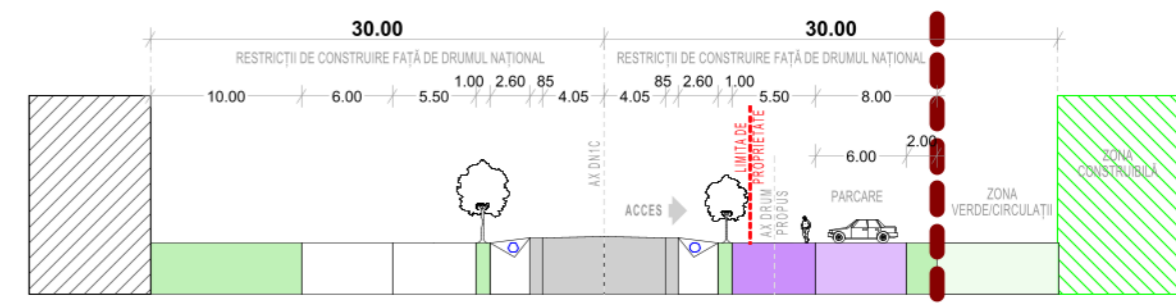 30.00 30.00
RESTRICȚII DE CONSTRUIRE FAȚĂ DE DRUMUL NAȚIONAL RESTRICȚII DE CONSTRUIRE FAȚĂ DE DRUMUL NAȚIONAL
1.00 2.60 85 85 2.60 1.00
10.00 6.00 5.50 4.05 4.05 5.50 8.00
2.00
6.00
AX DN1C
LIMITA DE
PROPRIETATE
AX DRUM
PROPUS
ACCES
PARCARE
ZONA
VERDE/CIRCULAȚII
ZONA
CONSTRUIBILĂ